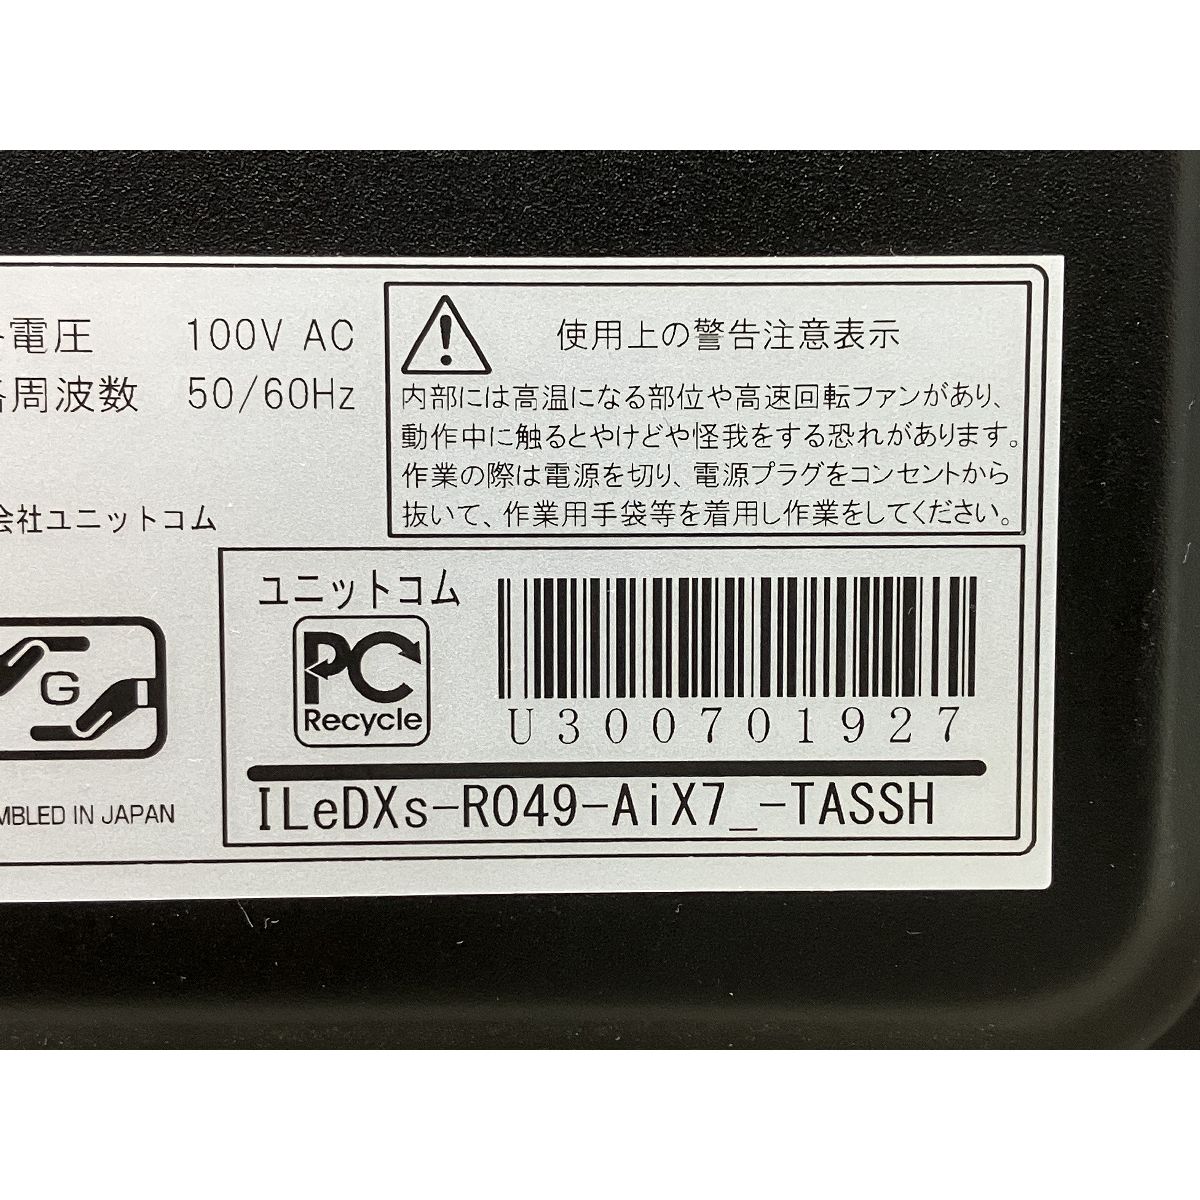 電圧 100V AC
周波数 50/60Hz
使用上の警告注意表示
内部には高温になる部位や高速回転ファンがあり、
動作中に触るとやけどや怪我をする恐れがあります。
作業の際は電源を切り、電源プラグをコンセントから
抜いて、作業用手袋等を着用し作業をしてください。
会社ユニットコム
ユニットコム
PC
Recycle
U300701927
G
MBLED IN JAPAN
ILeDXs-R049-AiX7_-TASSH